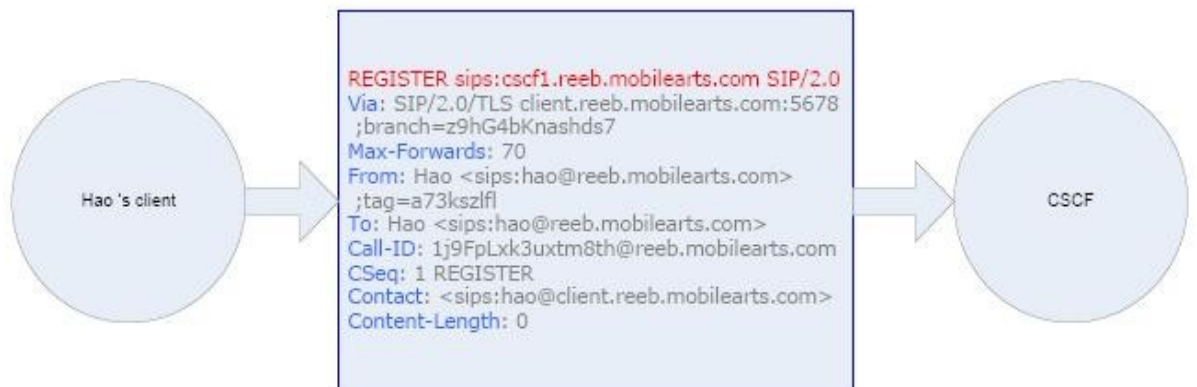 REGISTER sips:cscf1.reeb.mobilearts.com SIP/2.0
Via: SIP/2.0/TLS client.reeb.mobilearts.com:5678
;branch=z9hG4bKnashds7
Max-Forwards: 70
From: Hao <sips:hao@reeb.mobilearts.com>
;tag=a73kszlfl
To: Hao <sips:hao@reeb.mobilearts.com>
Call-ID: 1j9FpLxk3uxtm8th@reeb.mobilearts.com
CSeq: 1 REGISTER
Contact: <sips:hao@client.reeb.mobilearts.com>
Content-Length: 0
Hao 's client
CSCF